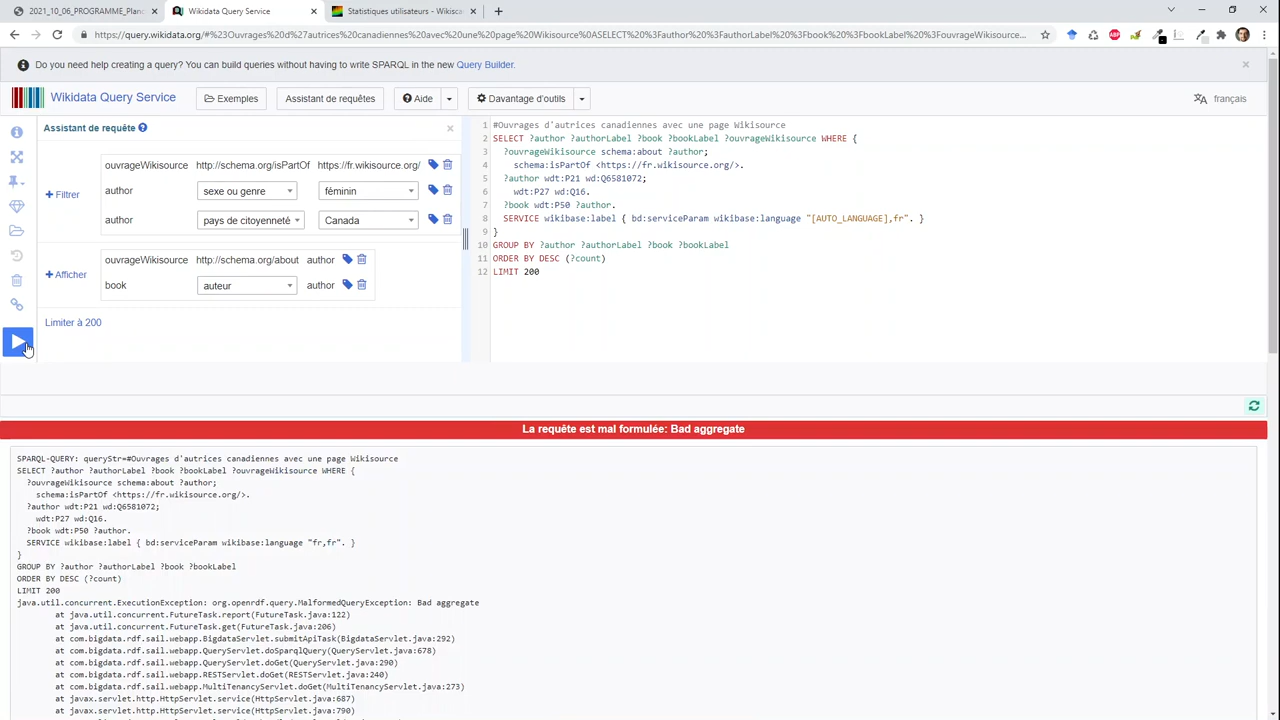 2021_10_06_PROGRAMME_Planc
Wikidata Query Service
Statistiques utilisateurs - Wikisca
https://query.wikidata.org/#%23Ouvrages%20d%27autrices%20canadiennes%20avec%20une%20page%20Wikisource%0ASELECT%20%3Fauthor%20%3FauthorLabel%20%3Fbook%20%3FbookLabel%20%3FouvrageWikisource...
Do you need help creating a query? You can build queries without having to write SPARQL in the new Query Builder.
Wikidata Query Service
Exemples
Assistant de requêtes
Aide
Davantage d'outils
français
Assistant de requête
Filtrer
ouvrageWikisource http://schema.org/isPartOf https://fr.wikisource.org/
author sexe ou genre féminin
author pays de citoyenneté Canada
Afficher
ouvrageWikisource http://schema.org/about author
book auteur author
Limiter à 200
1 #Ouvrages d'autrices canadiennes avec une page Wikisource
2 SELECT ?author ?authorLabel ?book ?bookLabel ?ouvrageWikisource WHERE {
3 ?ouvrageWikisource schema:about ?author;
4 schema:isPartOf <https://fr.wikisource.org/>.
5 ?author wdt:P21 wd:Q6581072;
6 wdt:P27 wd:Q16.
7 ?book wdt:P50 ?author.
8 SERVICE wikibase:label { bd:serviceParam wikibase:language "[AUTO_LANGUAGE],fr". }
9 }
10 GROUP BY ?author ?authorLabel ?book ?bookLabel
11 ORDER BY DESC (?count)
12 LIMIT 200
La requête est mal formulée: Bad aggregate
SPARQL-QUERY: queryStr=#Ouvrages d'autrices canadiennes avec une page Wikisource
SELECT ?author ?authorLabel ?book ?bookLabel ?ouvrageWikisource WHERE {
?ouvrageWikisource schema:about ?author;
schema:isPartOf <https://fr.wikisource.org/>.
?author wdt:P21 wd:Q6581072;
wdt:P27 wd:Q16.
?book wdt:P50 ?author.
SERVICE wikibase:label { bd:serviceParam wikibase:language "fr,fr". }
}
GROUP BY ?author ?authorLabel ?book ?bookLabel
ORDER BY DESC (?count)
LIMIT 200
java.util.concurrent.ExecutionException: org.openrdf.query.MalformedQueryException: Bad aggregate
at java.util.concurrent.FutureTask.report(FutureTask.java:122)
at java.util.concurrent.FutureTask.get(FutureTask.java:206)
at com.bigdata.rdf.sail.webapp.BigdataServlet.submitApiTask(BigdataServlet.java:292)
at com.bigdata.rdf.sail.webapp.QueryServlet.doSparqlQuery(QueryServlet.java:678)
at com.bigdata.rdf.sail.webapp.QueryServlet.doGet(QueryServlet.java:290)
at com.bigdata.rdf.sail.webapp.RESTServlet.doGet(RESTServlet.java:240)
at com.bigdata.rdf.sail.webapp.MultiTenancyServlet.doGet(MultiTenancyServlet.java:273)
at javax.servlet.http.HttpServlet.service(HttpServlet.java:687)
at javax.servlet.http.HttpServlet.service(HttpServlet.java:790)